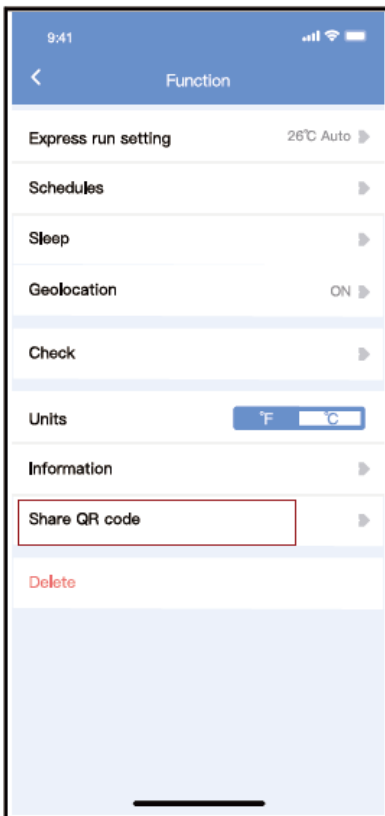 9:41
Function
Express run setting 26℃ Auto
Schedules
Sleep
Geolocation ON
Check
Units °F ℃
Information
Share QR code
Delete